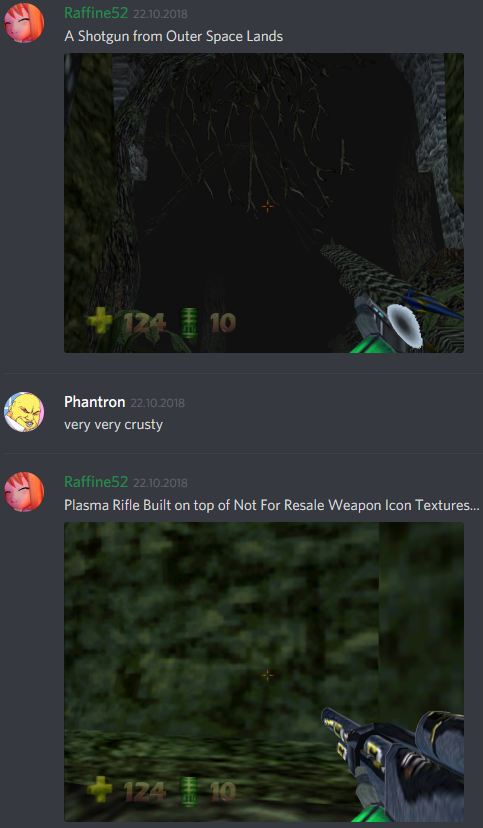 Raffine52 22.10.2018
A Shotgun from Outer Space Lands
124 10
Phantron 22.10.2018
very very crusty
Raffine52 22.10.2018
Plasma Rifle Built on top of Not For Resale Weapon Icon Textures...
124 10